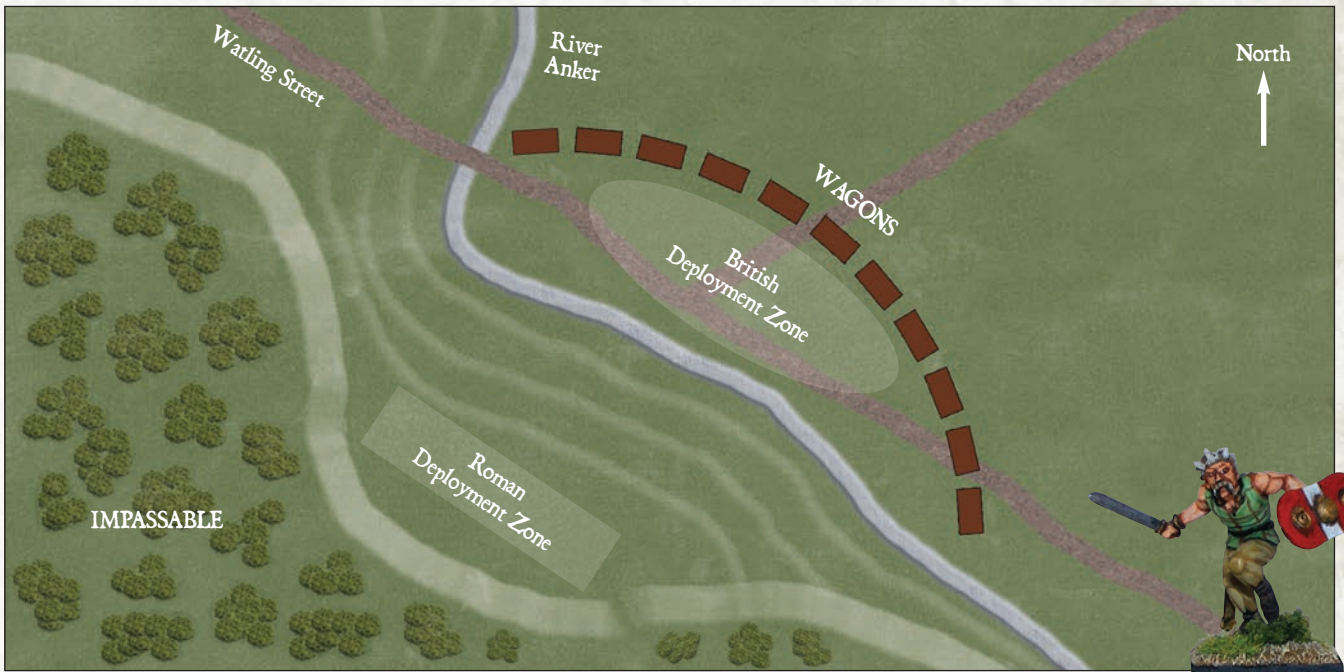 Watling Street
River
Anker
North
WAGONS
British
Deployment Zone
Roman
Deployment Zone
IMPASSABLE